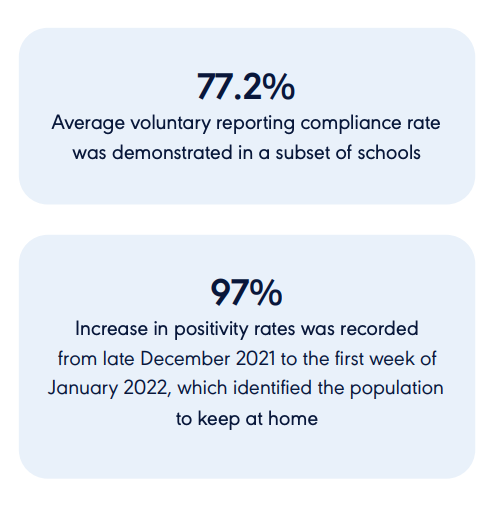 77.2%
Average voluntary reporting compliance rate
was demonstrated in a subset of schools
97%
Increase in positivity rates was recorded
from late December 2021 to the first week of
January 2022, which identified the population
to keep at home